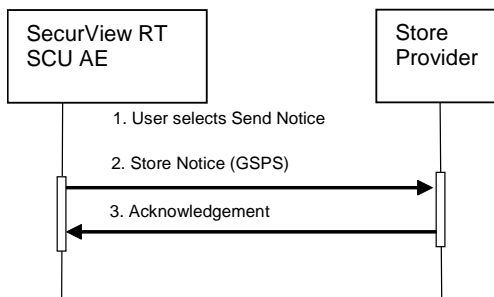 SecurView RT
SCU AE
Store
Provider
1. User selects Send Notice
2. Store Notice (GSPS)
3. Acknowledgement